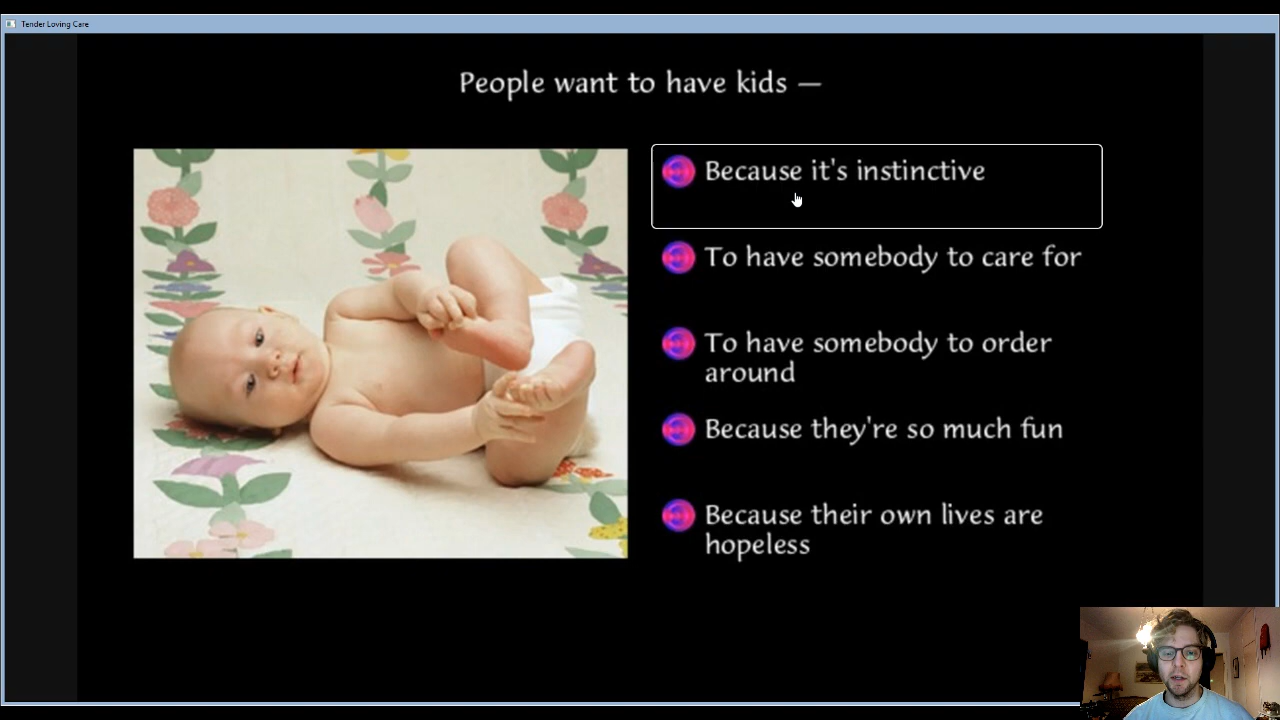 Tender Loving Care
People want to have kids —
Because it's instinctive
To have somebody to care for
To have somebody to order
around
Because they're so much fun
Because their own lives are
hopeless